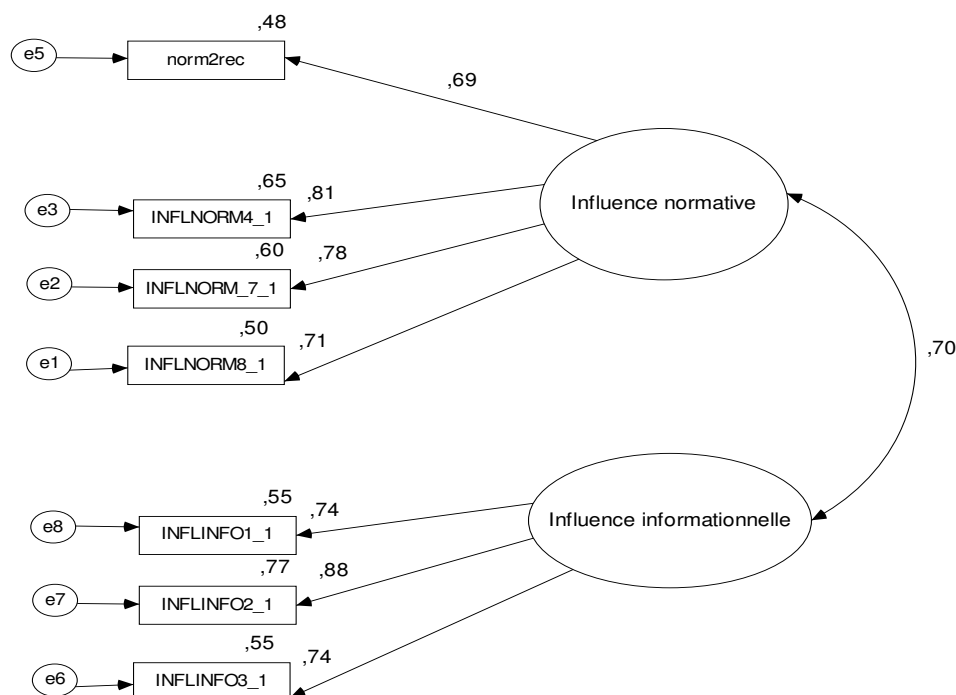 ,48
e5
norm2rec
,69
,65
,81
e3
INFLNORM4_1
Influence normative
,60
,78
e2
INFLNORM_7_1
,50
,71
e1
INFLNORM8_1
,70
,55
,74
e8
INFLINFO1_1
Influence informationnelle
,77
,88
e7
INFLINFO2_1
,55
,74
e6
INFLINFO3_1